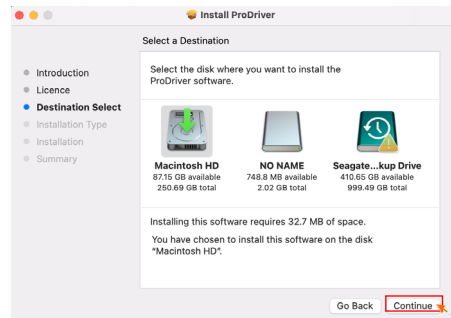 Install ProDriver
Select a Destination
Introduction
Licence
Destination Select
Installation Type
Installation
Summary
Select the disk where you want to install the
ProDriver software.
Macintosh HD
87.15 GB available
250.69 GB total
NO NAME
748.8 MB available
2.02 GB total
Seagate...kup Drive
410.65 GB available
999.49 GB total
Installing this software requires 32.7 MB of space.
You have chosen to install this software on the disk
“Macintosh HD”.
Go Back
Continue